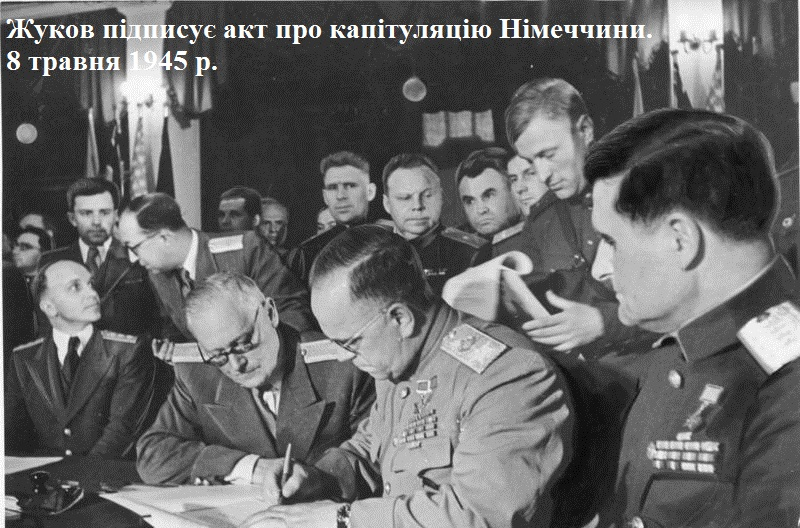 Жуков підписує акт про капітуляцію Німеччини.
8 травня 1945 р.